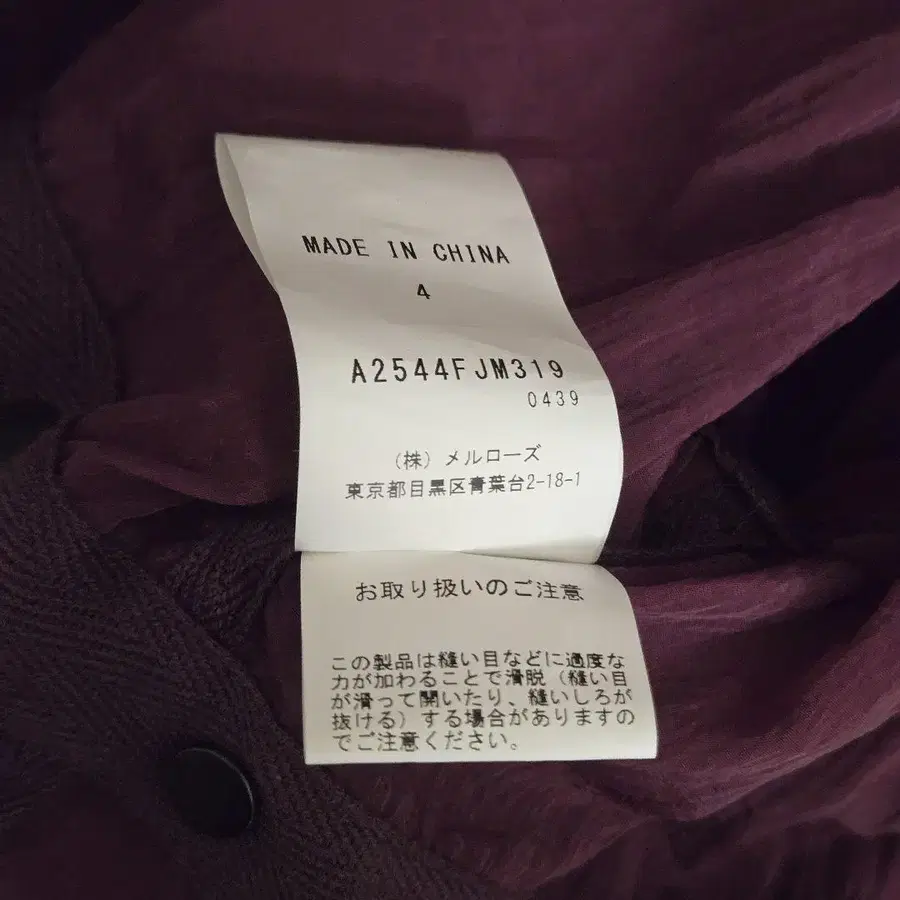 MADE IN CHINA
4
A2544FJM319
0439
(株) メルローズ
東京都目黒区青葉台2-18-1
お取り扱いのご注意
この製品は縫い目などに過度な
力が加わることで滑脱(縫い目
が滑って開いたり、縫いしろが
抜ける)する場合がありますの
でご注意ください。